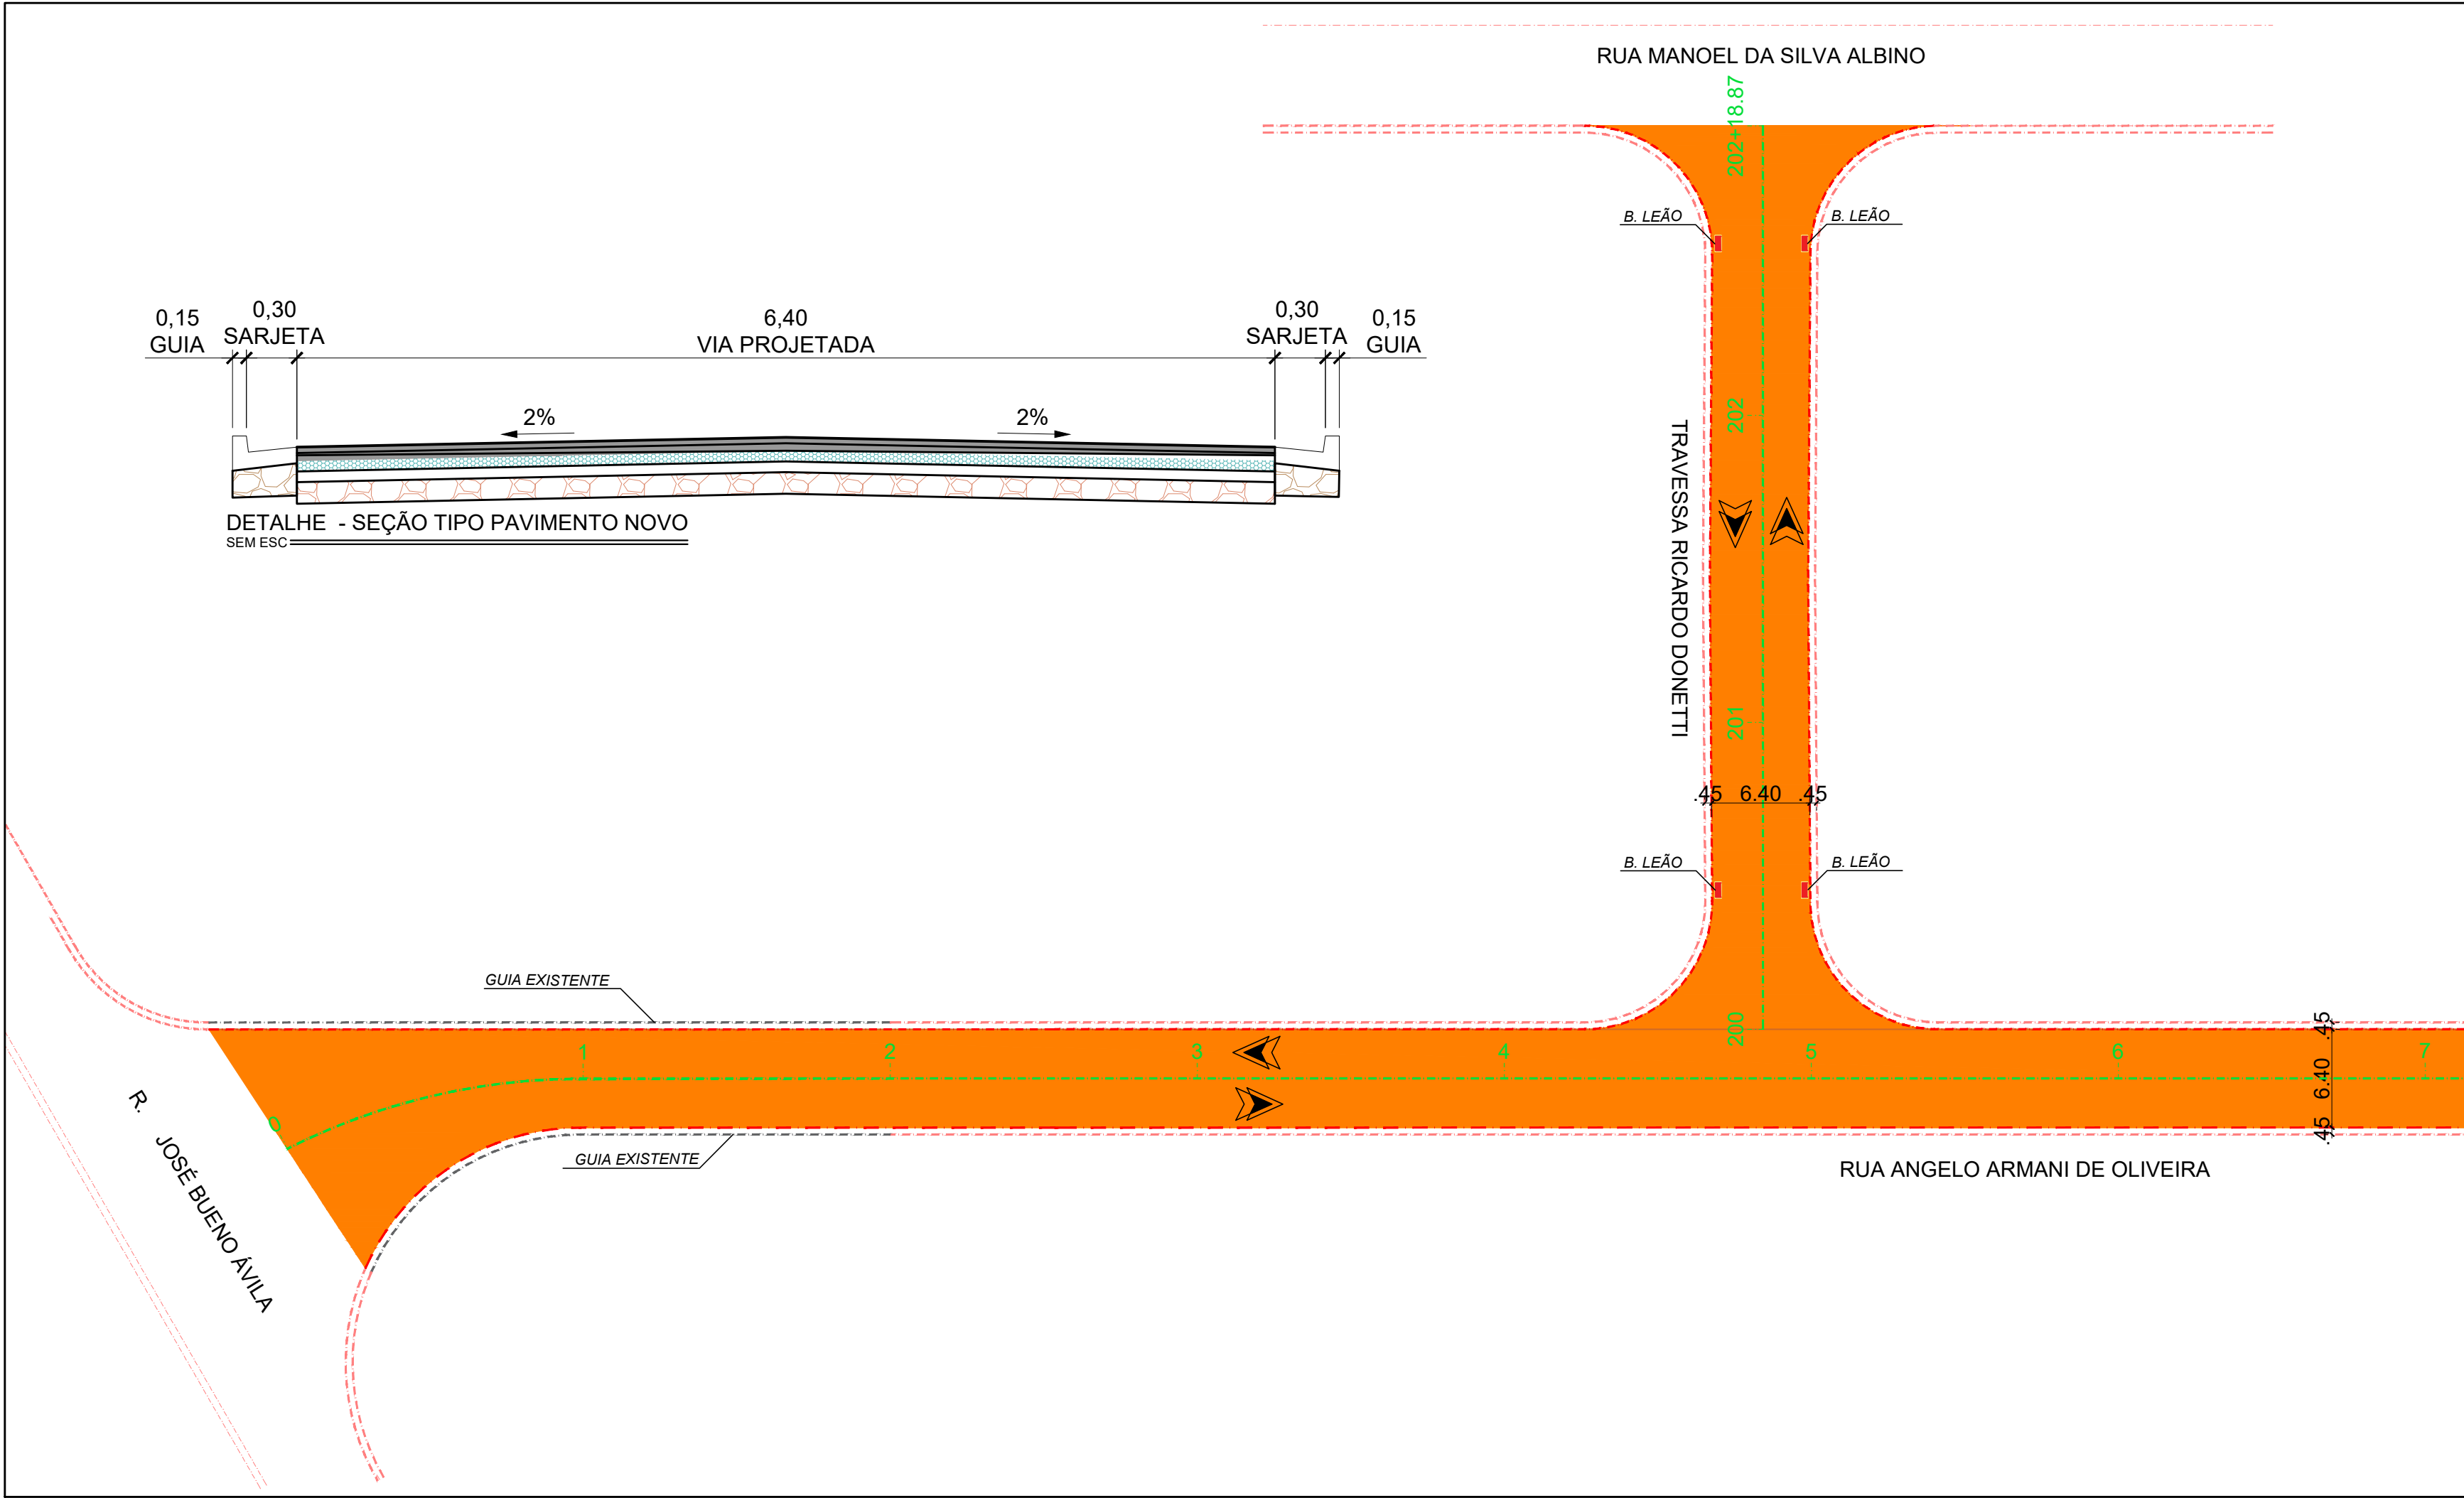 RUA MANOEL DA SILVA ALBINO
202+18.87
B. LEÃO
B. LEÃO
0,15
GUIA
0,30
SARJETA
6,40
VIA PROJETADA
0,30
SARJETA
0,15
GUIA
2%
2%
DETALHE - SEÇÃO TIPO PAVIMENTO NOVO
SEM ESC
202
TRAVESSA RICARDO DONETTI
201
.45 6.40 .45
B. LEÃO
B. LEÃO
GUIA EXISTENTE
200
1
2
3
4
5
6
7
.45 6.40 .45
0
GUIA EXISTENTE
RUA ANGELO ARMANI DE OLIVEIRA
R. JOSÉ BUENO ÁVILA